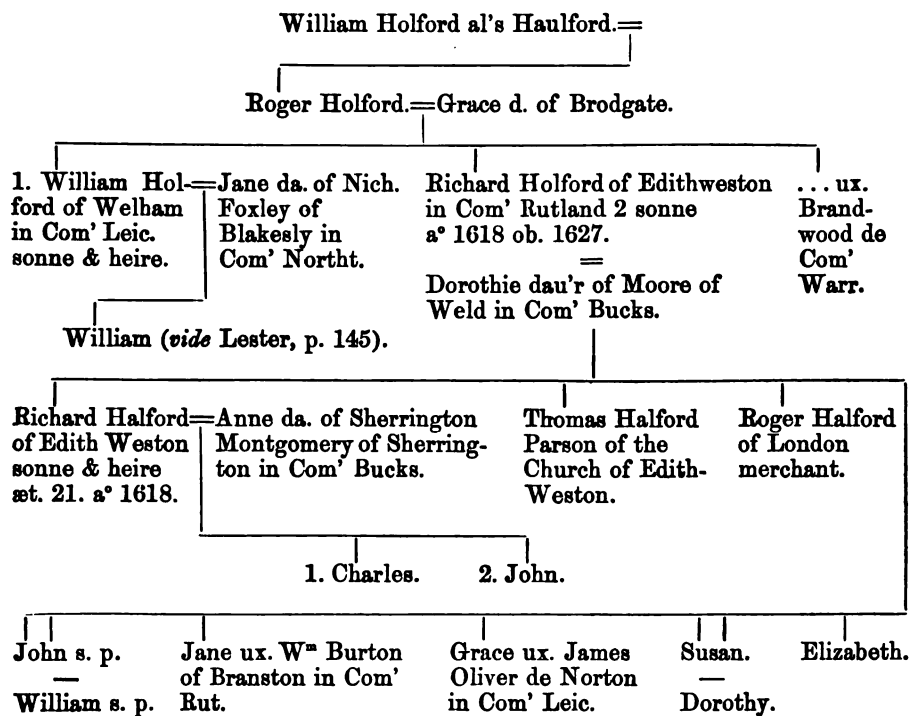 William Holford al's Haulford.=
Roger Holford.=Grace d. of Brodgate.
1. William Hol-=
ford of Welham
in Com' Leic.
sonne & heire.
Jane da. of Nich.
Foxley of
Blakesly in
Com' Northt.
Richard Holford of Edithweston
in Com' Rutland 2 sonne
aº 1618 ob. 1627.
=
Dorothie dau'r of Moore of
Weld in Com' Bucks.
... ux.
Brand-
wood de
Com'
Warr.
William (vide Lester, p. 145).
Richard Halford=
of Edith Weston
sonne & heire
æt. 21. aº 1618.
Anne da. of Sherrington
Montgomery of Sherring-
ton in Com' Bucks.
Thomas Halford
Parson of the
Church of Edith-
Weston.
Roger Halford
of London
merchant.
1. Charles.
2. John.
John s. p.
—
William s. p.
Jane ux. Wᵐ Burton
of Branston in Com'
Rut.
Grace ux. James
Oliver de Norton
in Com' Leic.
Susan.
—
Dorothy.
Elizabeth.